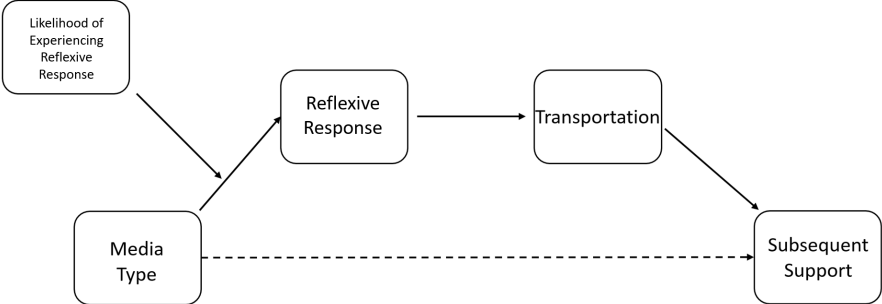 Likelihood of
Experiencing
Reflexive
Response
Reflexive
Response
Transportation
Media
Type
Subsequent
Support